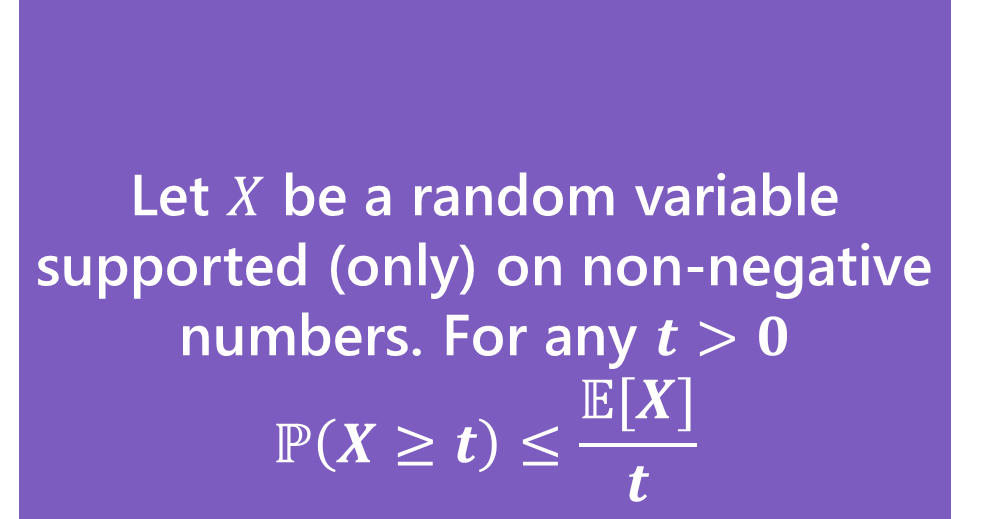 Let X be a random variable
supported (only) on non-negative
numbers. For any t > 0
ℙ(X ≥ t) ≤ 𝔼[X]/t